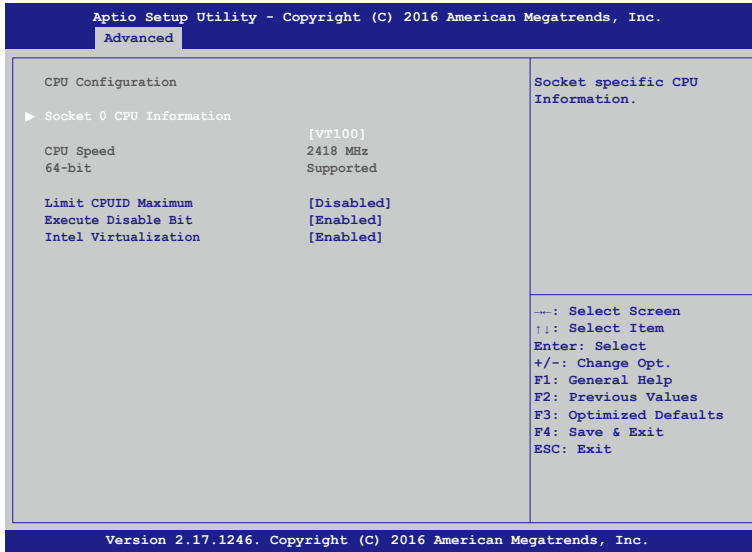 Aptio Setup Utility - Copyright (C) 2016 American Megatrends, Inc.
Advanced
CPU Configuration
▶ Socket 0 CPU Information
[VT100]
CPU Speed 2418 MHz
64-bit Supported
Limit CPUID Maximum [Disabled]
Execute Disable Bit [Enabled]
Intel Virtualization [Enabled]
Socket specific CPU
Information.
→←: Select Screen
↑↓: Select Item
Enter: Select
+/-: Change Opt.
F1: General Help
F2: Previous Values
F3: Optimized Defaults
F4: Save & Exit
ESC: Exit
Version 2.17.1246. Copyright (C) 2016 American Megatrends, Inc.